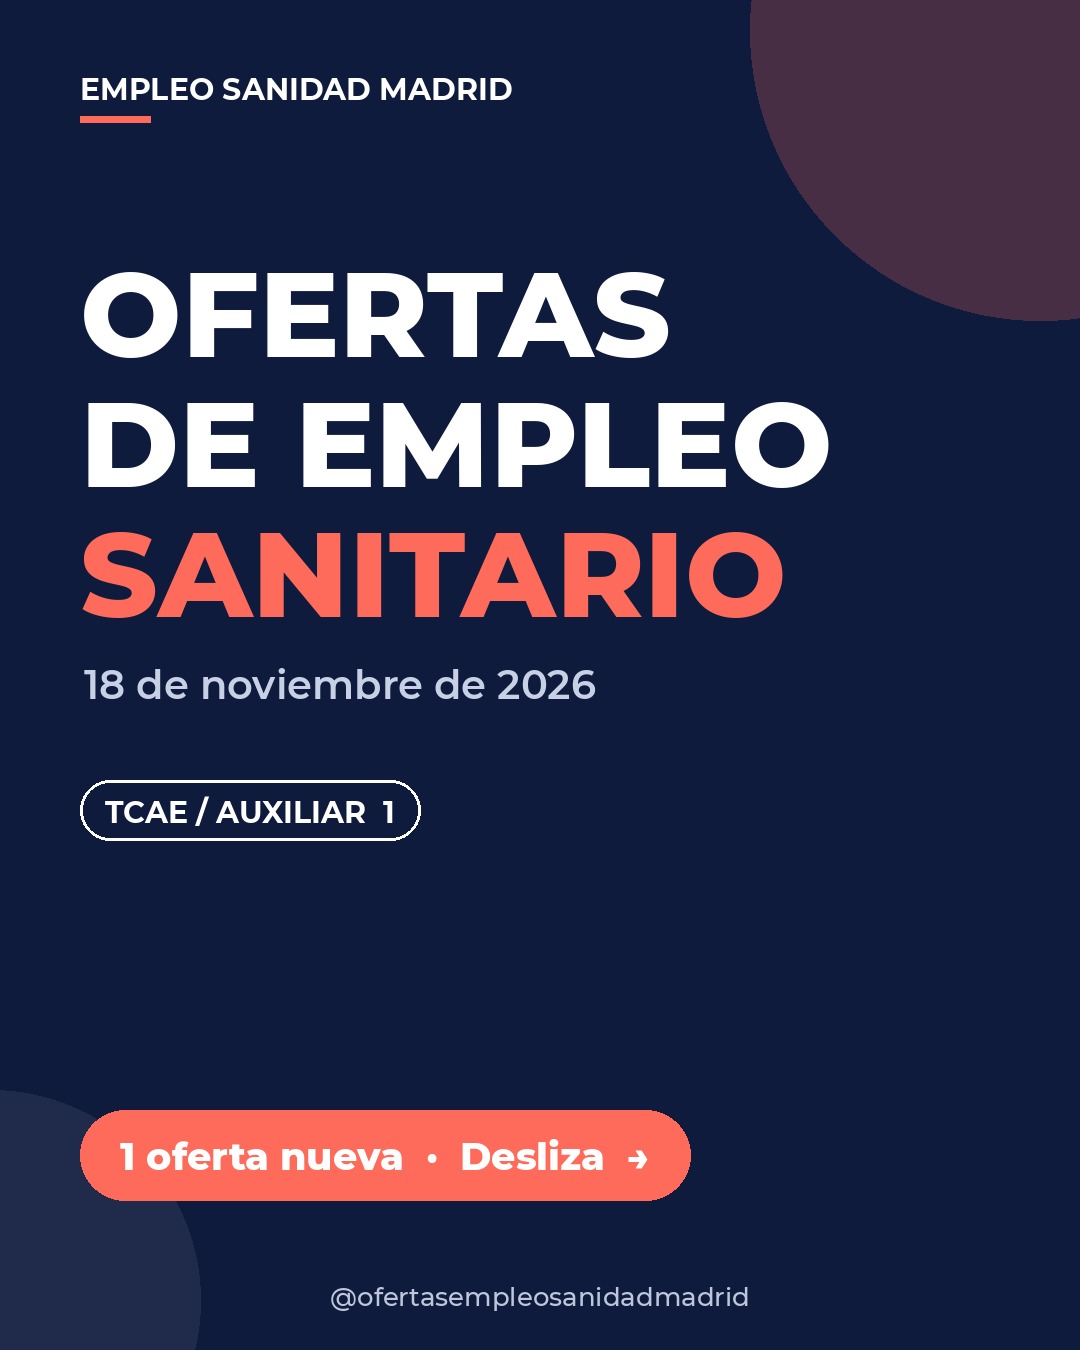 EMPLEO SANIDAD MADRID
OFERTAS
DE EMPLEO
SANITARIO
18 de noviembre de 2026
TCAE / AUXILIAR 1
1 oferta nueva · Desliza →
@ofertasempleosanidadmadrid